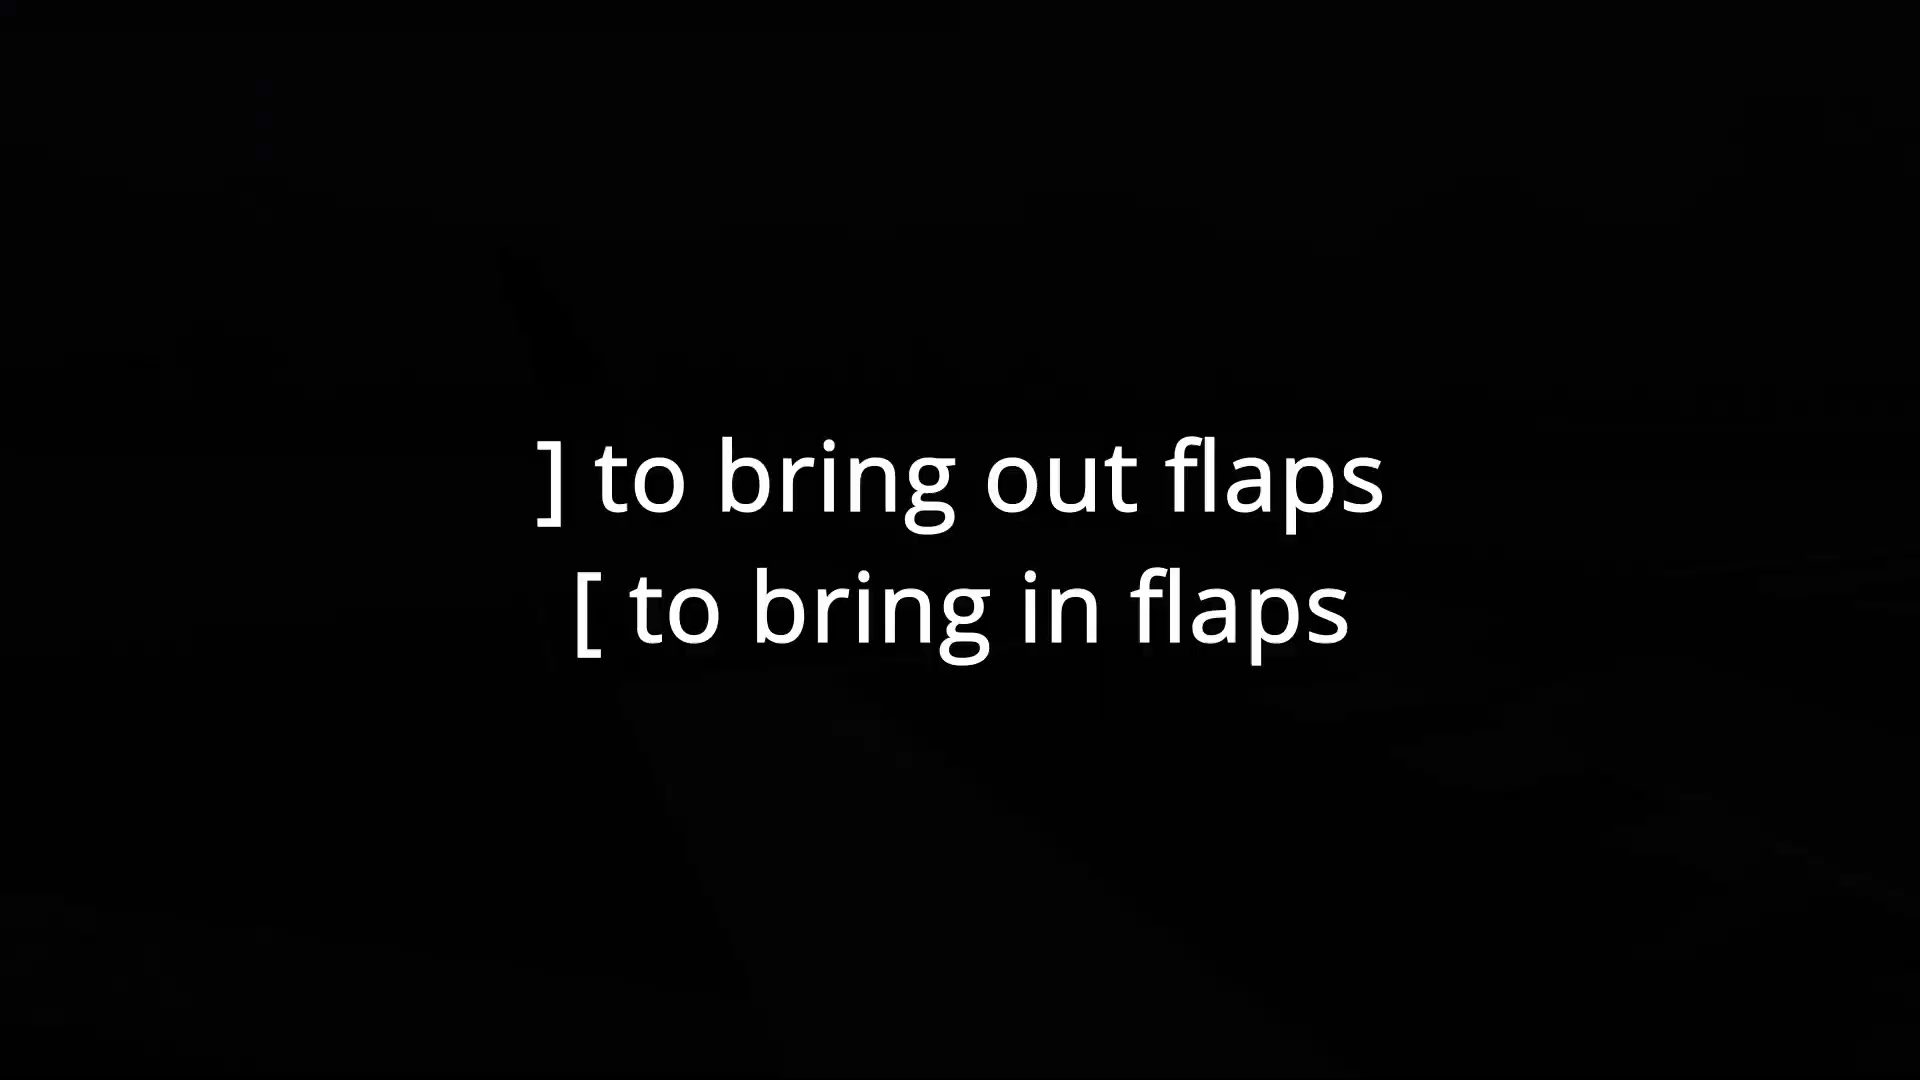 ] to bring out flaps
[ to bring in flaps